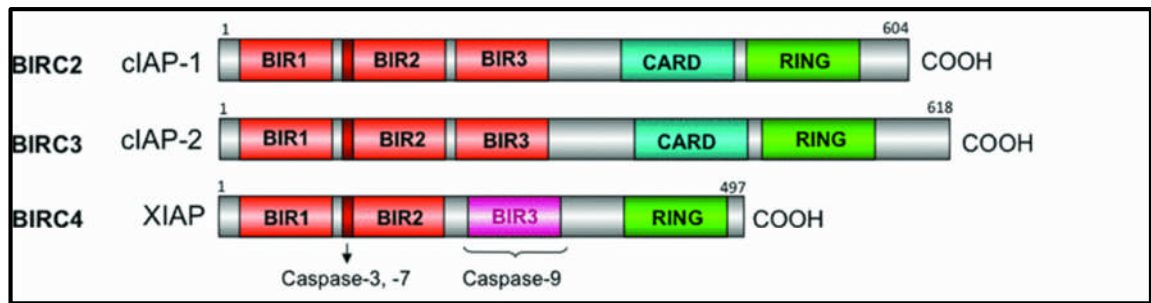 1 604
BIRC2 cIAP-1 BIR1 BIR2 BIR3 CARD RING COOH
1 618
BIRC3 cIAP-2 BIR1 BIR2 BIR3 CARD RING COOH
1 497
BIRC4 XIAP BIR1 BIR2 BIR3 RING COOH
Caspase-3, -7 Caspase-9